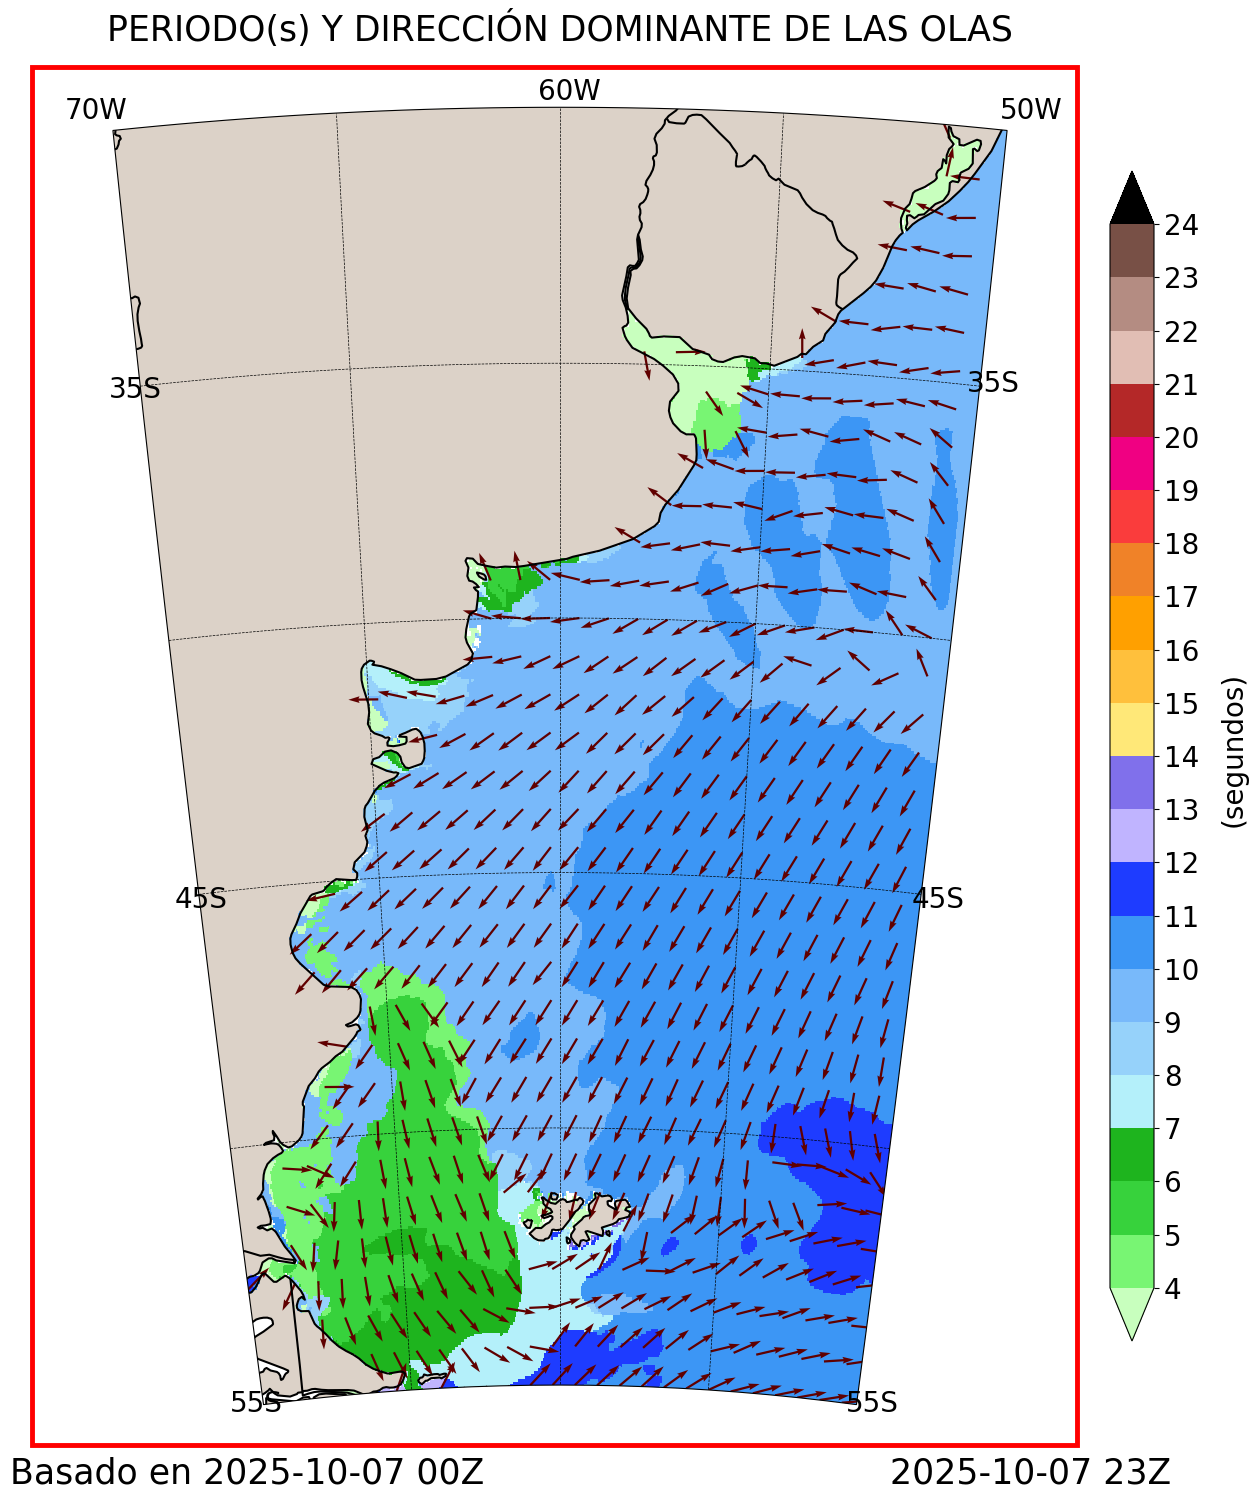 PERIODO(s) Y DIRECCIÓN DOMINANTE DE LAS OLAS
70W
60W
50W
35S
35S
45S
45S
55S
55S
24
23
22
21
20
19
18
17
16
15
14
13
12
11
10
9
8
7
6
5
4
(segundos)
Basado en 2025-10-07 00Z
2025-10-07 23Z